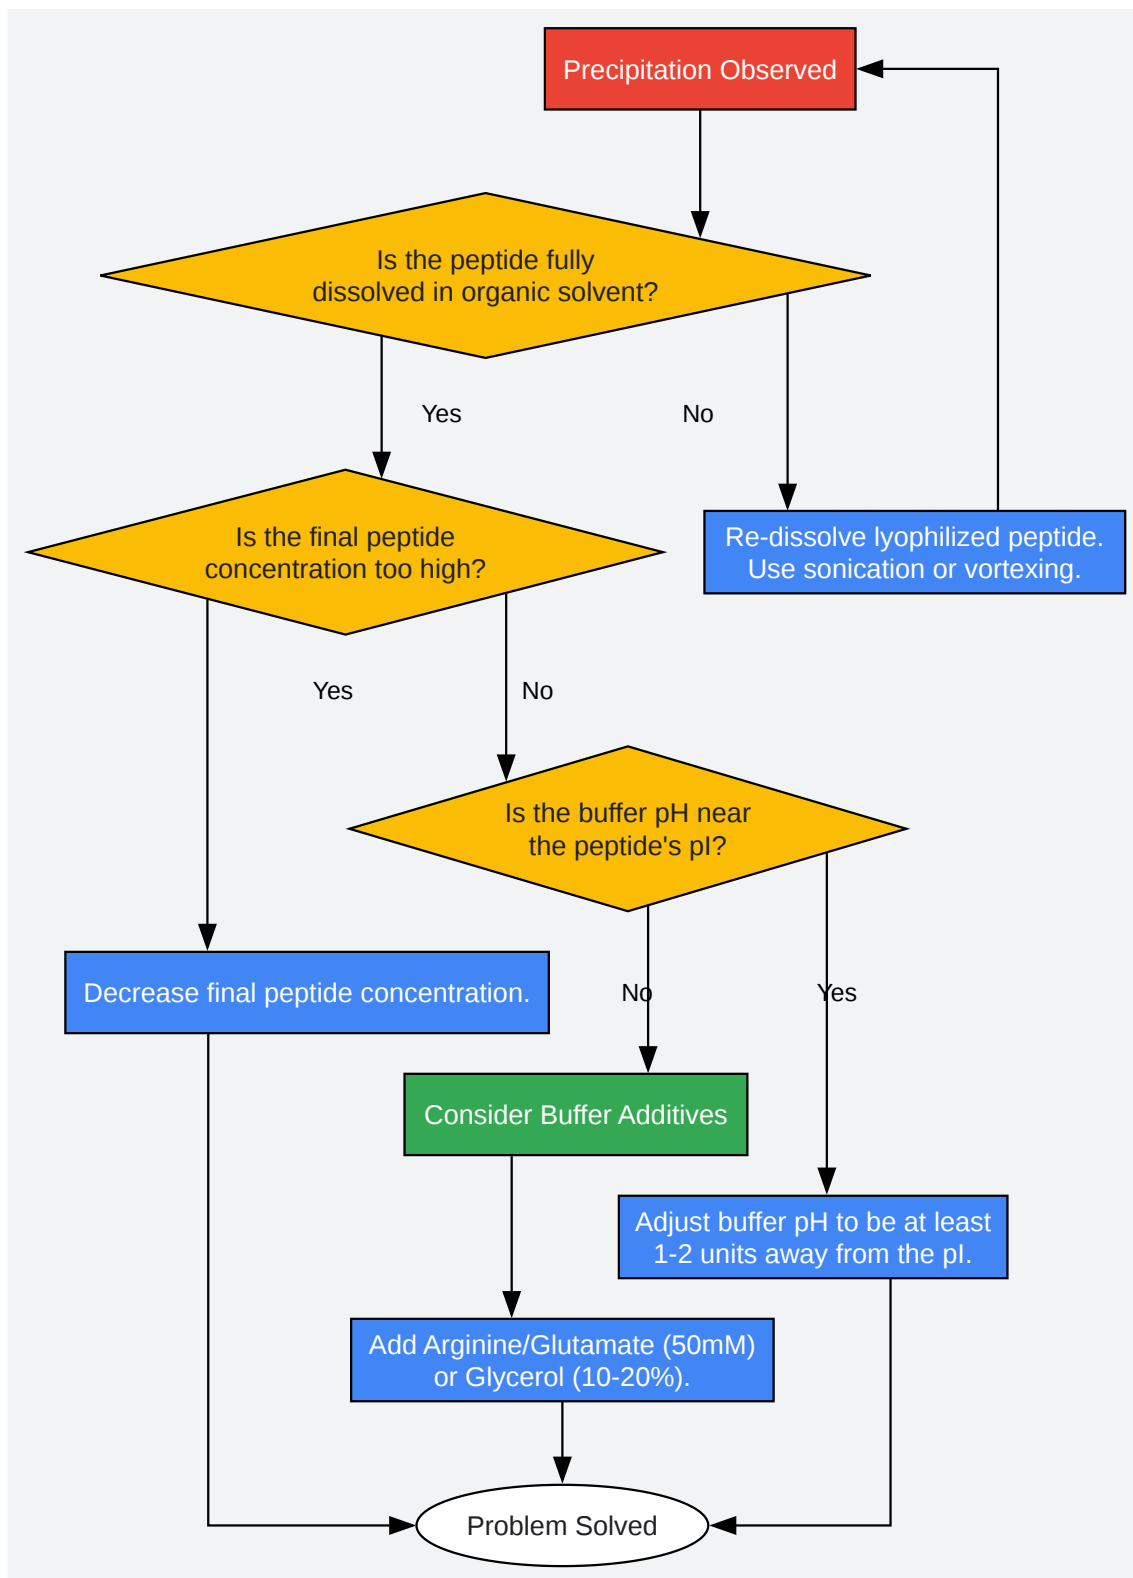 Precipitation Observed
Is the peptide fully
dissolved in organic solvent?
Yes
No
Is the final peptide
concentration too high?
Re-dissolve lyophilized peptide.
Use sonication or vortexing.
Yes
No
Is the buffer pH near
the peptide's pI?
Decrease final peptide concentration.
No
Yes
Consider Buffer Additives
Adjust buffer pH to be at least
1-2 units away from the pI.
Add Arginine/Glutamate (50mM)
or Glycerol (10-20%).
Problem Solved